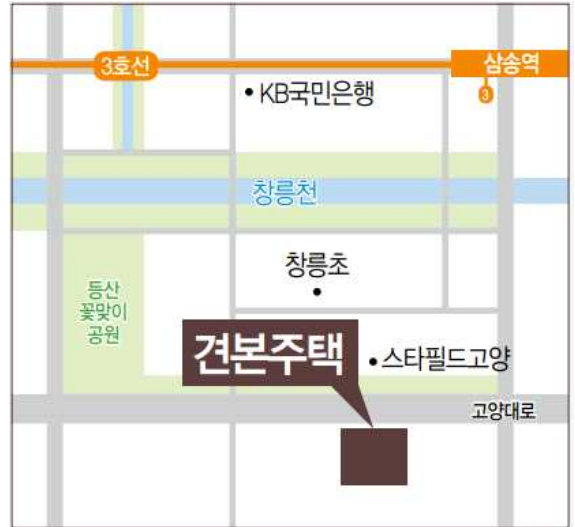 3호선
삼송역
3
KB국민은행
창릉천
창릉초
등산
꽃맞이
공원
견본주택
스타필드고양
고양대로